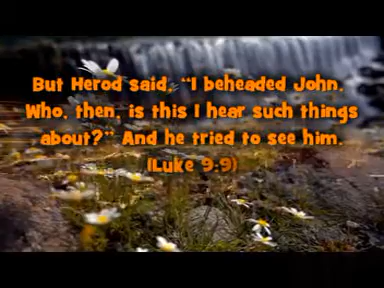 But Herod said, "I beheaded John.
Who, then, is this I hear such things
about?" And he tried to see him.
(Luke 9:9)